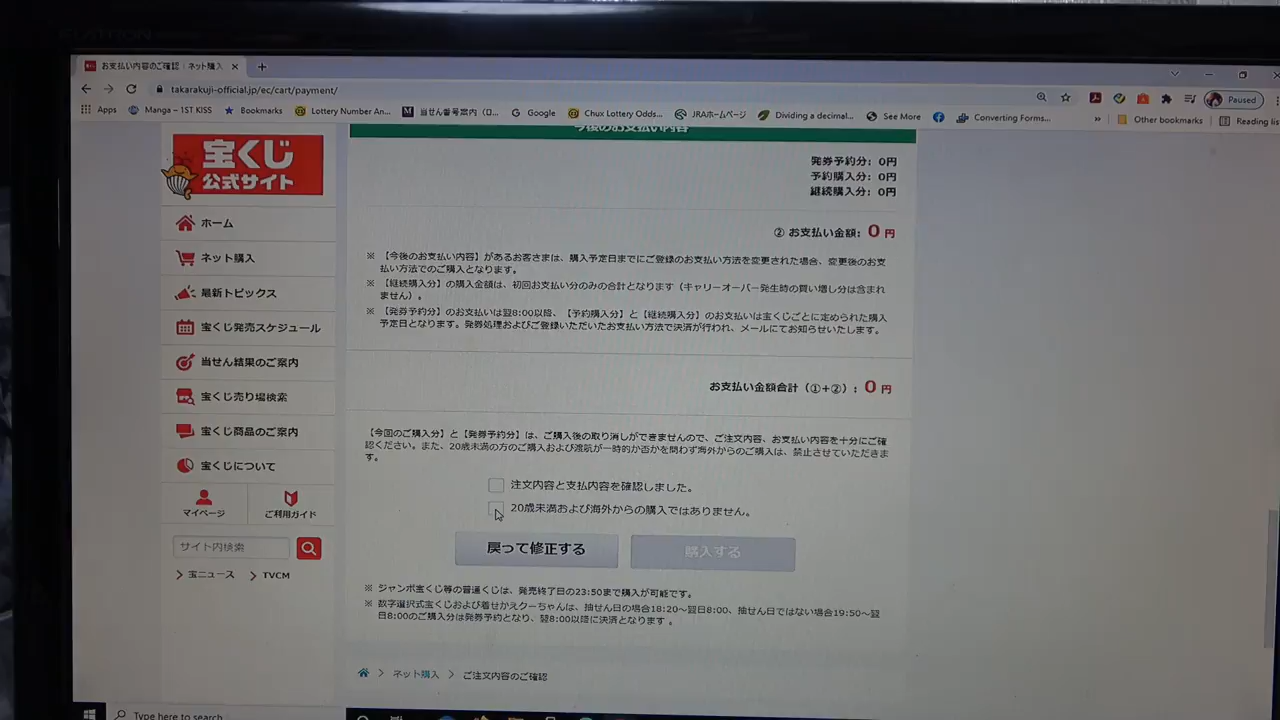 お支払い内容のご確認 | ネット購入
takarakuji-official.jp/ec/cart/payment/
Paused
Apps
Manga – 1ST KISS
Bookmarks
Lottery Number An...
当せん番号案内（ロ...
Google
Chux Lottery Odds...
JRAホームページ
Dividing a decimal...
See More
Converting Forms...
»
Other bookmarks
Reading list
宝くじ
公式サイト
ホーム
ネット購入
最新トピックス
宝くじ発売スケジュール
当せん結果のご案内
宝くじ売り場検索
宝くじ商品のご案内
宝くじについて
マイページ
ご利用ガイド
サイト内検索
宝ニュース
TVCM
今後のお支払い内容
発券予約分: 0円
予約購入分: 0円
継続購入分: 0円
② お支払い金額: 0 円
※ 【今後のお支払い内容】があるお客さまは、購入予定日までにご登録のお支払い方法を変更された場合、変更後のお支
払い方法でのご購入となります。
※ 【継続購入分】の購入金額は、初回お支払い分のみの合計となります（キャリーオーバー発生時の買い増し分は含まれ
ません）。
※ 【発券予約分】のお支払いは翌8:00以降、【予約購入分】と【継続購入分】のお支払いは宝くじごとに定められた購入
予定日となります。発券処理およびご登録いただいたお支払い方法で決済が行われ、メールにてお知らせいたします。
お支払い金額合計（①+②）: 0 円
【今回のご購入分】と【発券予約分】は、ご購入後の取り消しができませんので、ご注文内容、お支払い内容を十分にご確
認ください。また、20歳未満の方のご購入および渡航が一時的か否かを問わず海外からのご購入は、禁止させていただきま
す。
注文内容と支払内容を確認しました。
20歳未満および海外からの購入ではありません。
戻って修正する
購入する
※ ジャンボ宝くじ等の普通くじは、発売終了日の23:50まで購入が可能です。
※ 数字選択式宝くじおよび着せかえクーちゃんは、抽せん日の場合18:20～翌日8:00、抽せん日ではない場合19:50～翌
日8:00のご購入分は発券予約となり、翌8:00以降に決済となります 。
ネット購入
ご注文内容のご確認
Type here to search